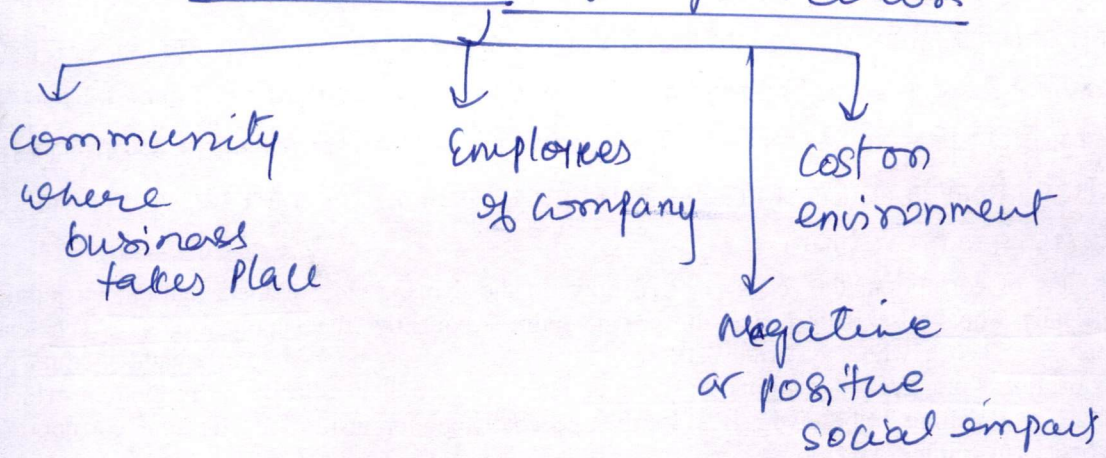 community
where
business
takes place
Employees
of company
cost on
environment
negative
or positive
social impact